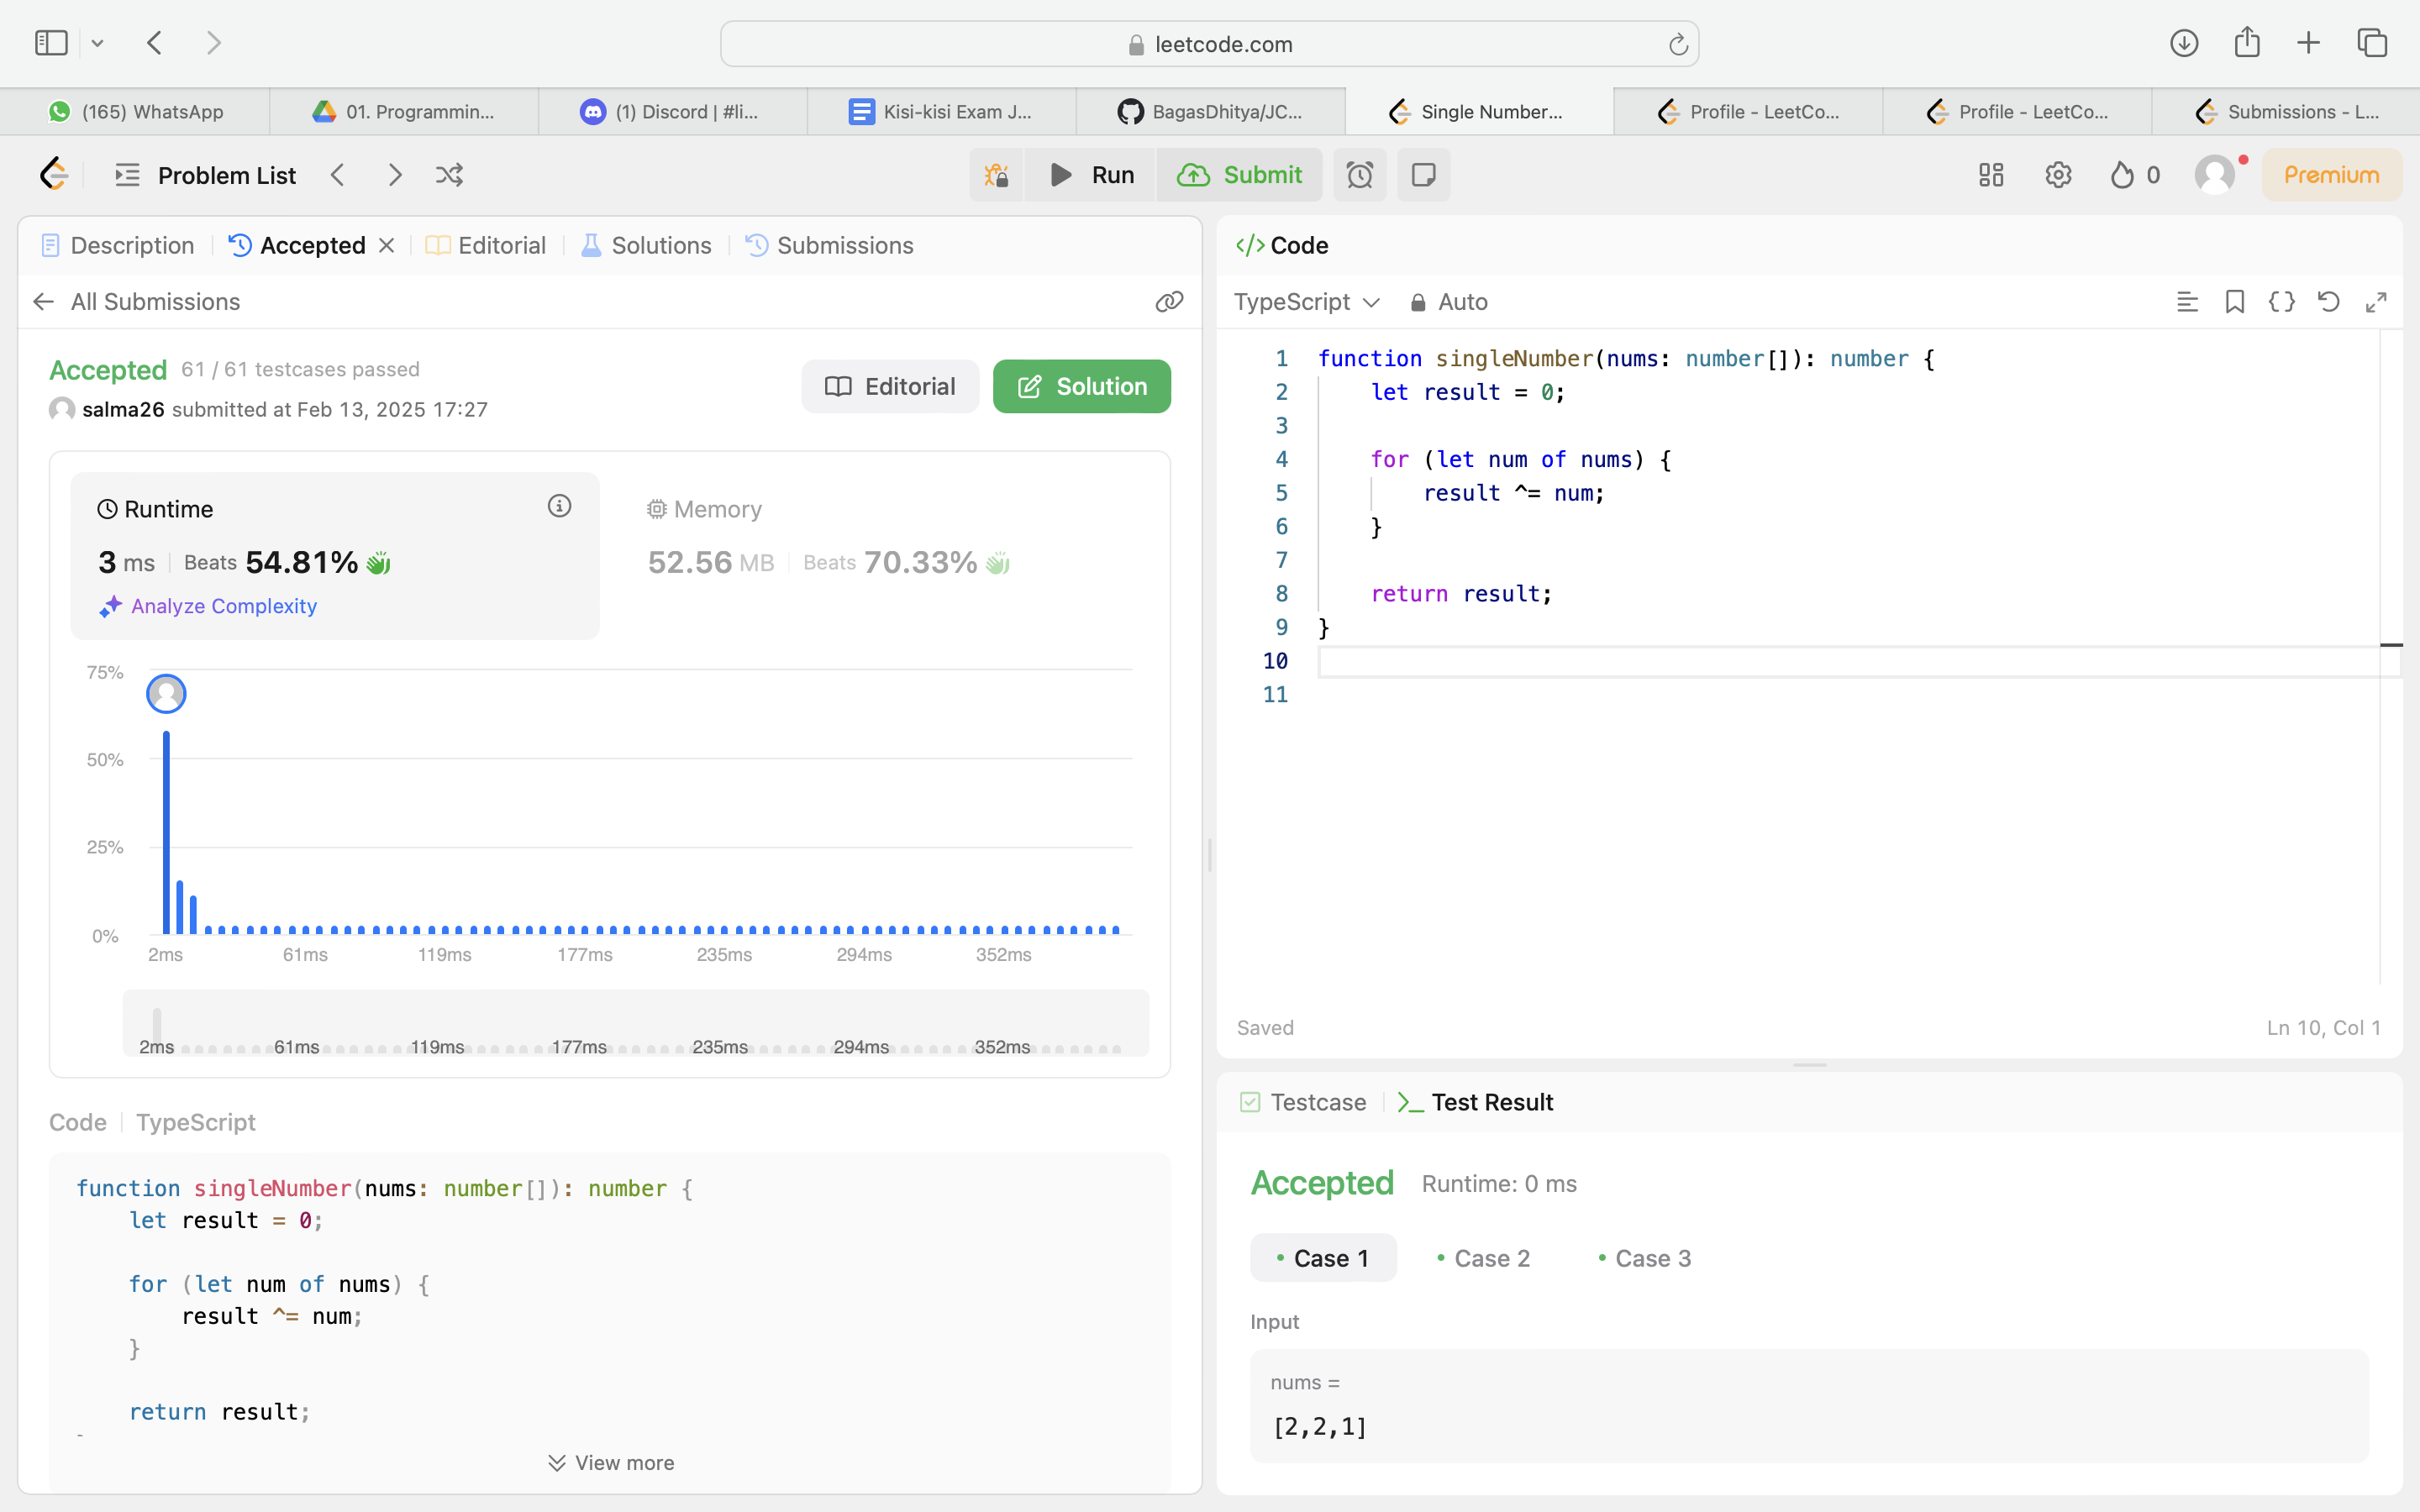 leetcode.com
(165) WhatsApp
01. Programmin...
(1) Discord | #li...
Kisi-kisi Exam J...
BagasDhitya/JC...
Single Number...
Profile - LeetCo...
Profile - LeetCo...
Submissions - L...
Problem List
Run
Submit
0
Premium
Description
Accepted
Editorial
Solutions
Submissions
All Submissions
Accepted 61 / 61 testcases passed
salma26 submitted at Feb 13, 2025 17:27
Editorial
Solution
Runtime
3 ms | Beats 54.81%
Analyze Complexity
Memory
52.56 MB | Beats 70.33%
75%
50%
25%
0%
2ms 61ms 119ms 177ms 235ms 294ms 352ms
2ms 61ms 119ms 177ms 235ms 294ms 352ms
Code | TypeScript
function singleNumber(nums: number[]): number {
let result = 0;
for (let num of nums) {
result ^= num;
}
return result;
View more
</> Code
TypeScript
Auto
1 function singleNumber(nums: number[]): number {
2 let result = 0;
3
4 for (let num of nums) {
5 result ^= num;
6 }
7
8 return result;
9 }
10
11
Saved
Ln 10, Col 1
Testcase
Test Result
Accepted Runtime: 0 ms
Case 1
Case 2
Case 3
Input
nums =
[2,2,1]